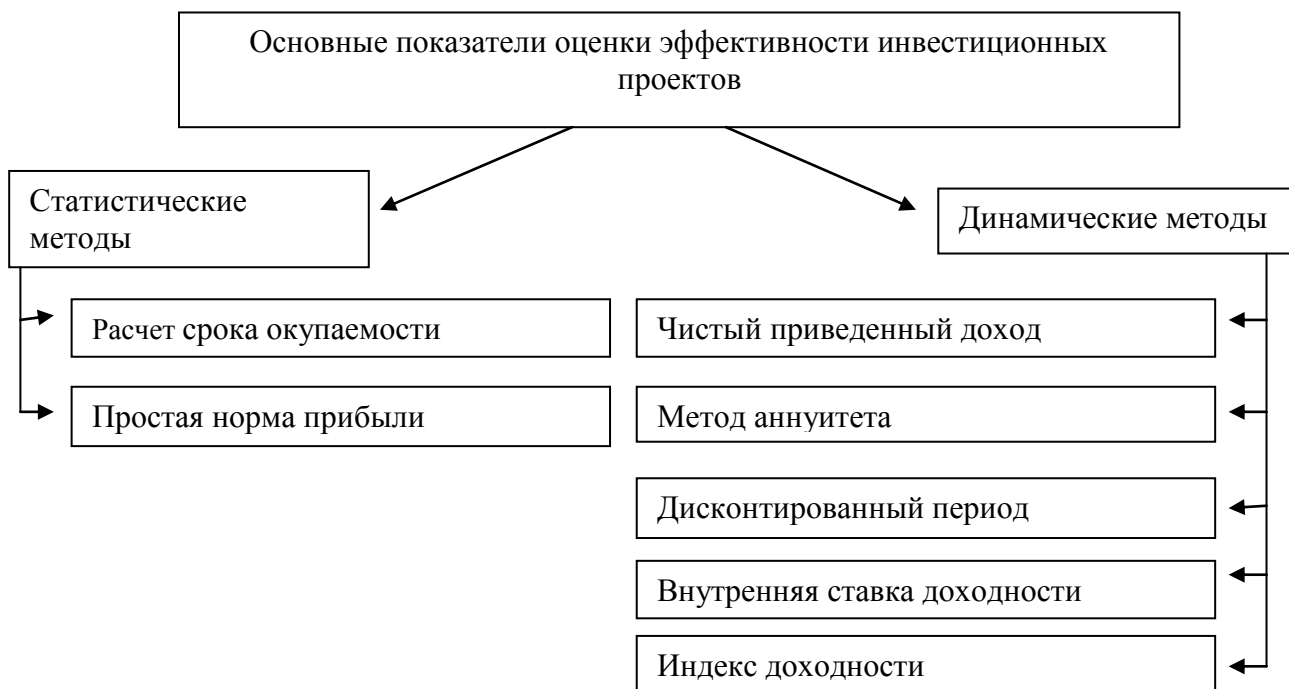 Основные показатели оценки эффективности инвестиционных
проектов
Статистические
методы
Динамические методы
Расчет срока окупаемости
Простая норма прибыли
Чистый приведенный доход
Метод аннуитета
Дисконтированный период
Внутренняя ставка доходности
Индекс доходности